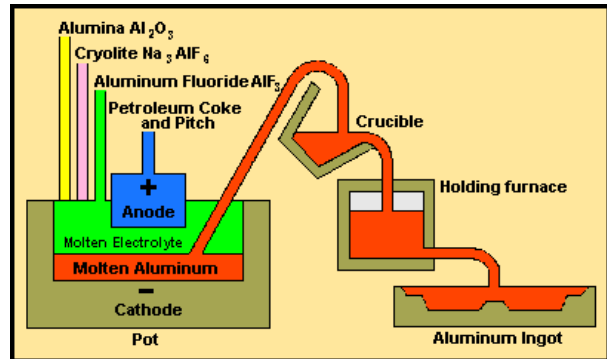 Alumina Al₂O₃
Cryolite Na₃AlF₆
Aluminum Fluoride AlF₃
Petroleum Coke
and Pitch
Crucible
+
Anode
Holding furnace
Molten Electrolyte
Molten Aluminum
−
Cathode
Pot
Aluminum Ingot